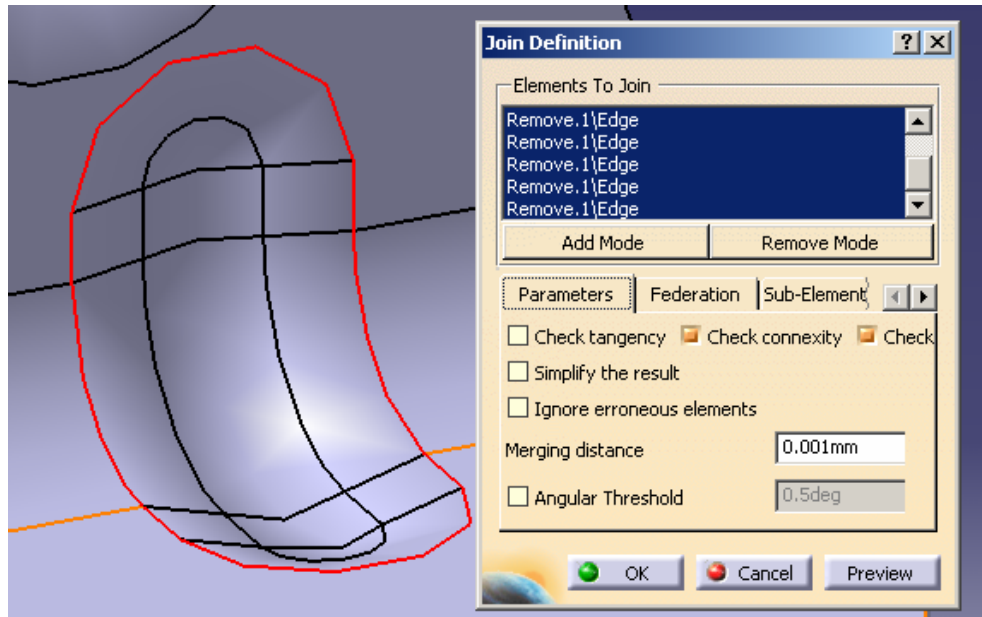 Join Definition
Elements To Join
Remove.1\Edge
Remove.1\Edge
Remove.1\Edge
Remove.1\Edge
Remove.1\Edge
Add Mode Remove Mode
Parameters Federation Sub-Element
Check tangency Check connexity Check
Simplify the result
Ignore erroneous elements
Merging distance 0.001mm
Angular Threshold 0.5deg
OK Cancel Preview